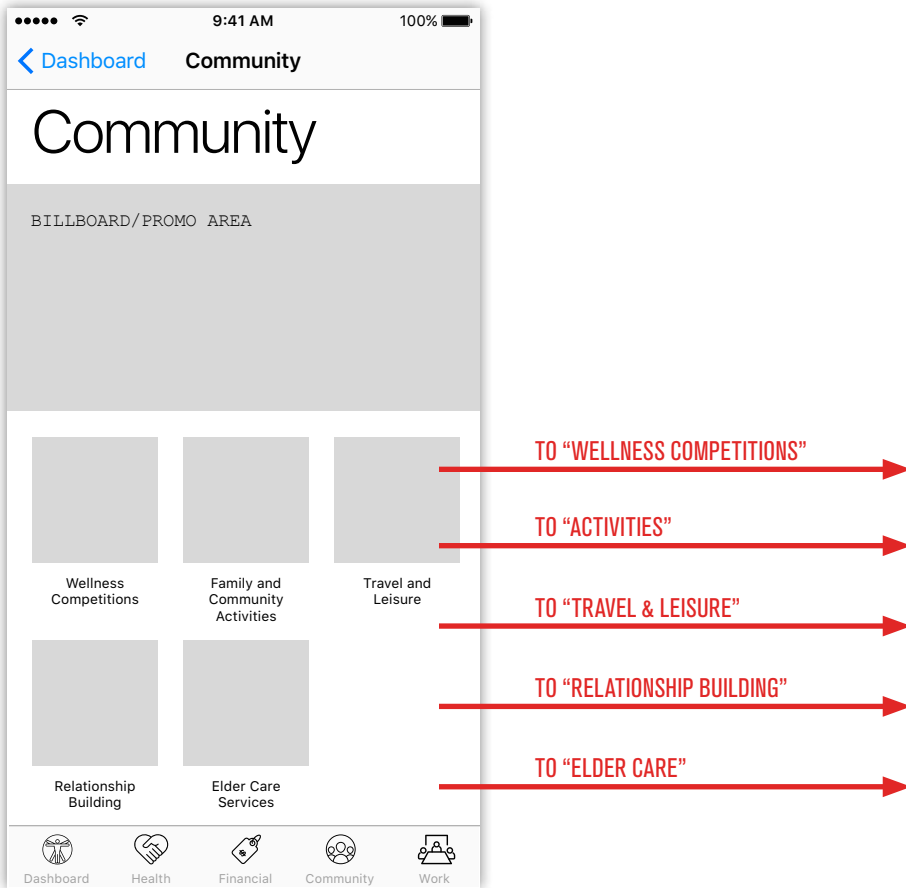 9:41 AM
100%
Dashboard
Community
Community
BILLBOARD/PROMO AREA
TO “WELLNESS COMPETITIONS”
TO “ACTIVITIES”
Wellness
Competitions
Family and
Community
Activities
Travel and
Leisure
TO “TRAVEL & LEISURE”
TO “RELATIONSHIP BUILDING”
TO “ELDER CARE”
Relationship
Building
Elder Care
Services
Dashboard
Health
Financial
Community
Work